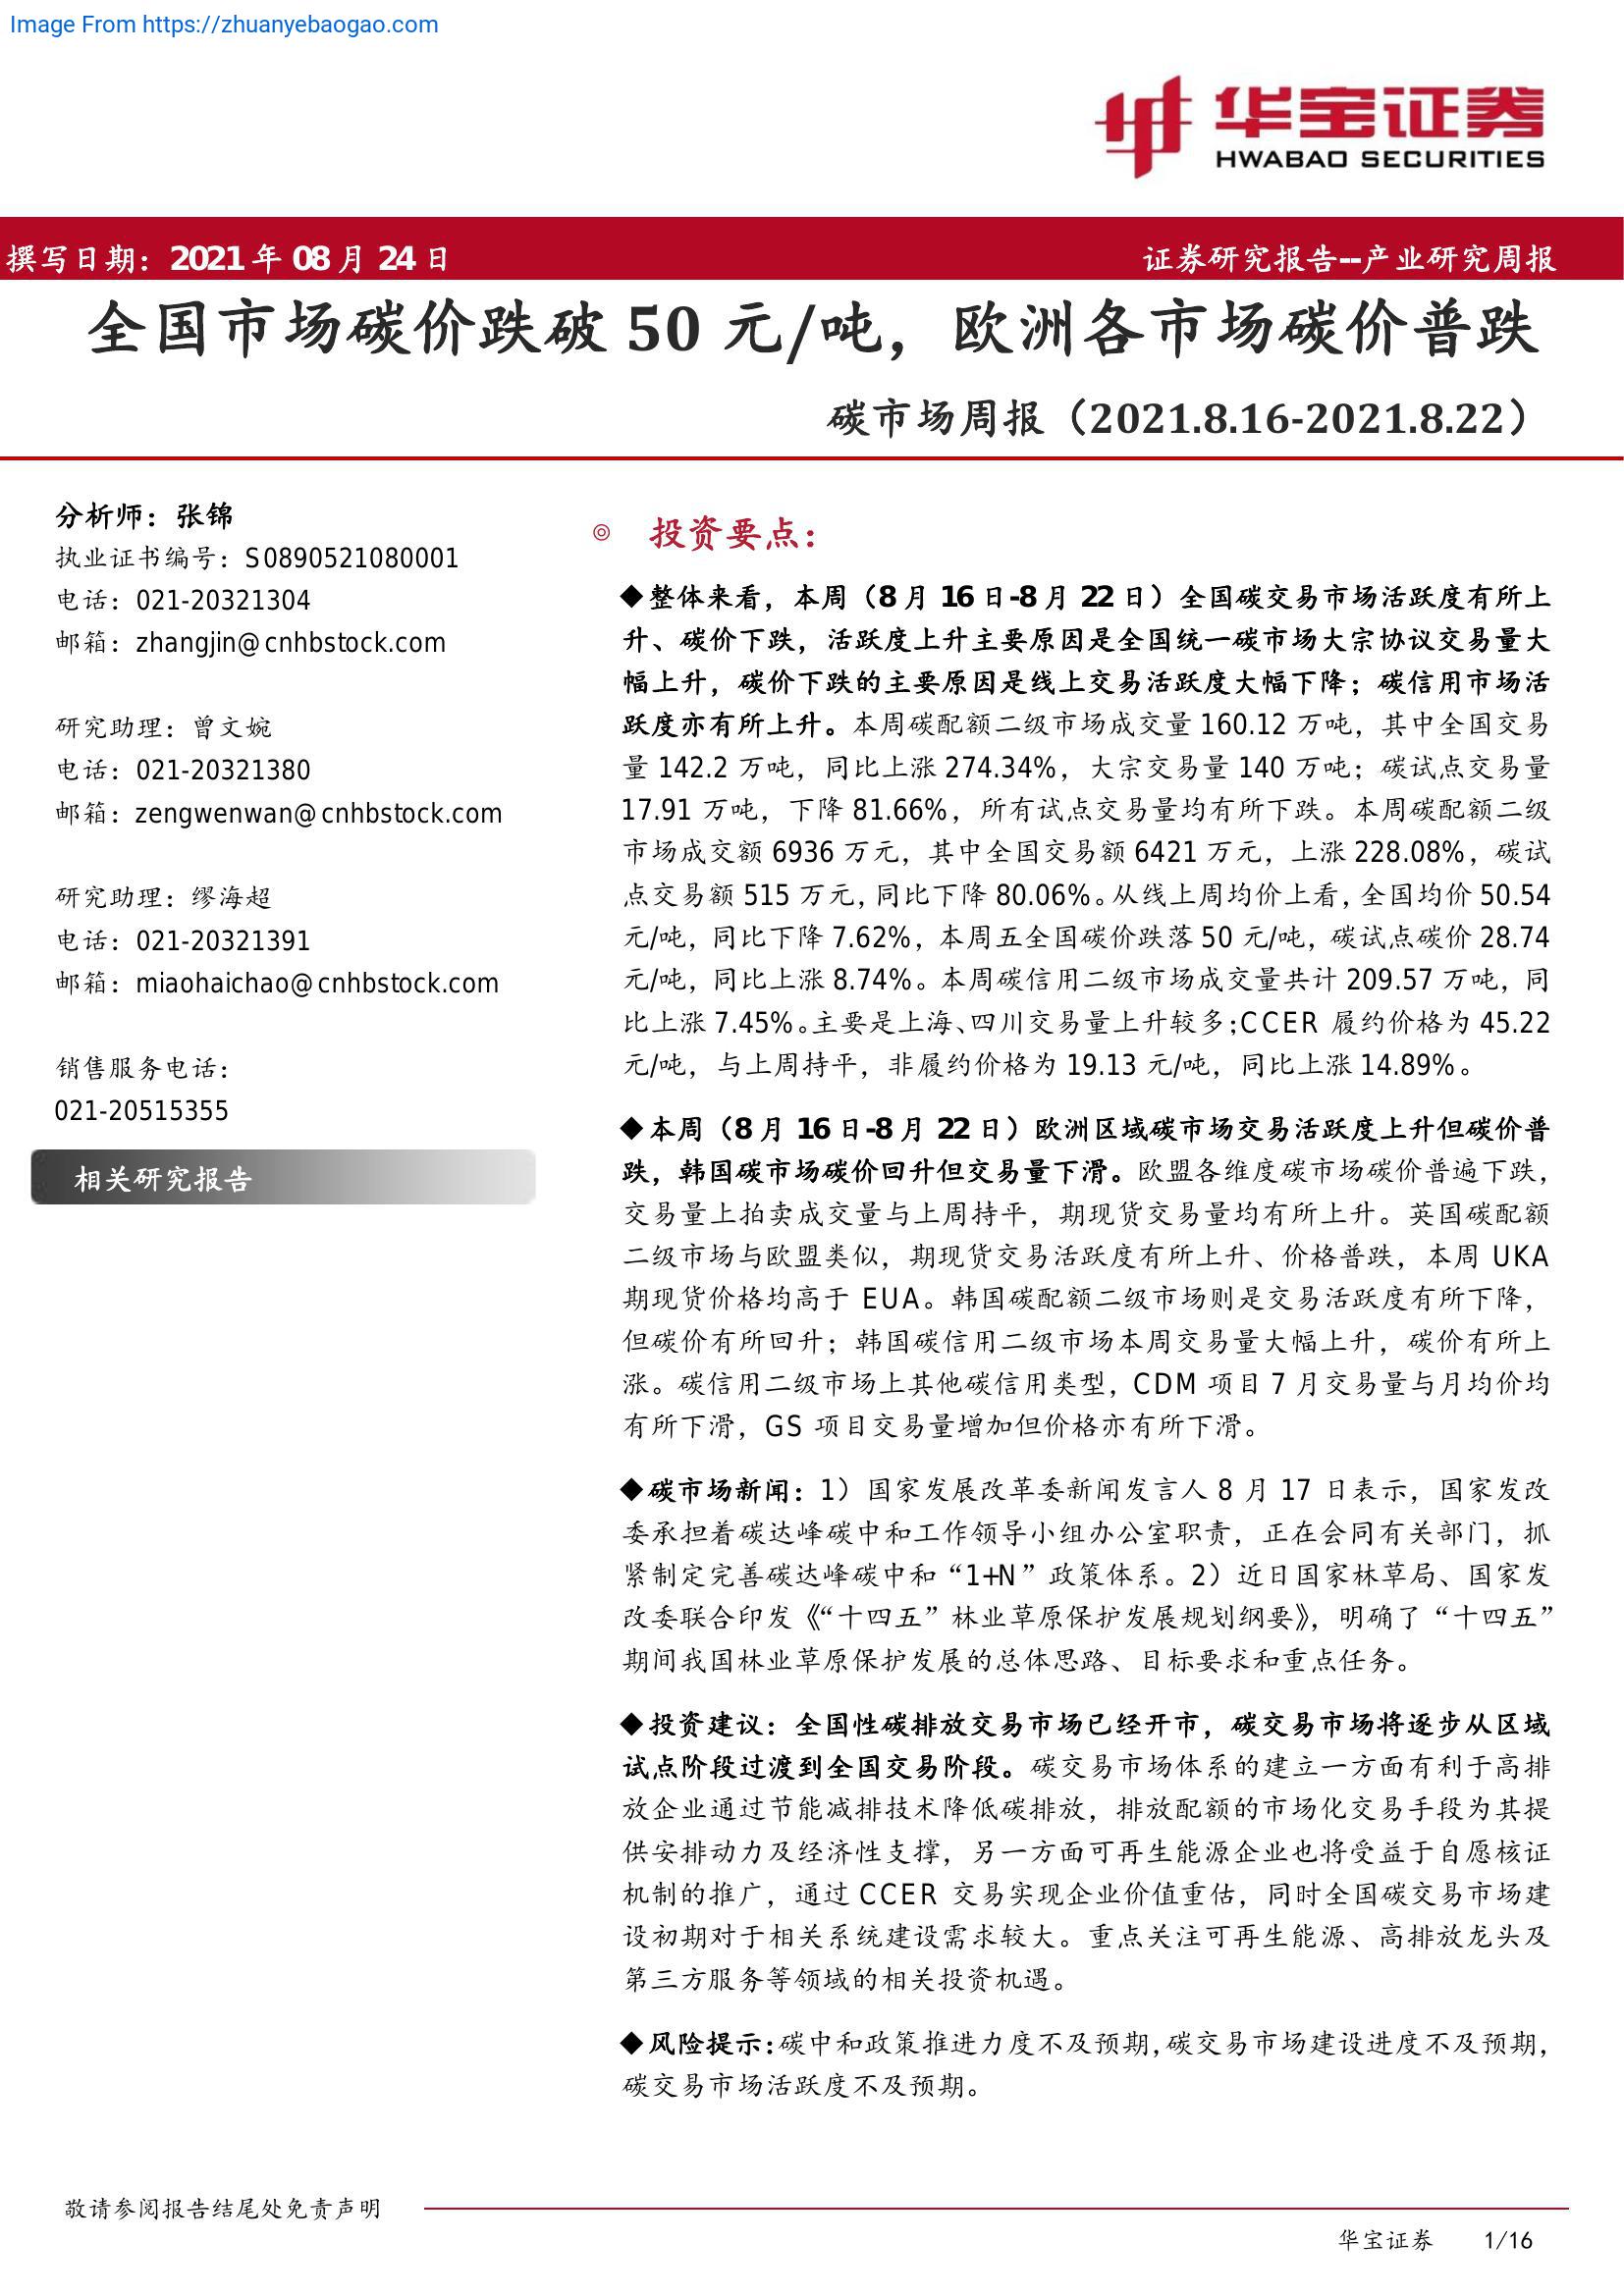 Image From https://zhuanyebaogao.com
华宝证券
HWABAO SECURITIES
撰写日期：2021 年 08 月 24 日
证券研究报告--产业研究周报
全国市场碳价跌破 50 元/吨，欧洲各市场碳价普跌
碳市场周报（2021.8.16-2021.8.22）
分析师：张锦
执业证书编号：S0890521080001
电话：021-20321304
邮箱：zhangjin@cnhbstock.com
研究助理：曾文婉
电话：021-20321380
邮箱：zengwenwan@cnhbstock.com
研究助理：缪海超
电话：021-20321391
邮箱：miaohaichao@cnhbstock.com
销售服务电话：
021-20515355
相关研究报告
◎ 投资要点：
◆整体来看，本周（8 月 16 日-8 月 22 日）全国碳交易市场活跃度有所上
升、碳价下跌，活跃度上升主要原因是全国统一碳市场大宗协议交易量大
幅上升，碳价下跌的主要原因是线上交易活跃度大幅下降；碳信用市场活
跃度亦有所上升。本周碳配额二级市场成交量 160.12 万吨，其中全国交易
量 142.2 万吨，同比上涨 274.34%，大宗交易量 140 万吨；碳试点交易量
17.91 万吨，下降 81.66%，所有试点交易量均有所下跌。本周碳配额二级
市场成交额 6936 万元，其中全国交易额 6421 万元，上涨 228.08%，碳试
点交易额 515 万元，同比下降 80.06%。从线上周均价上看，全国均价 50.54
元/吨，同比下降 7.62%，本周五全国碳价跌落 50 元/吨，碳试点碳价 28.74
元/吨，同比上涨 8.74%。本周碳信用二级市场成交量共计 209.57 万吨，同
比上涨 7.45%。主要是上海、四川交易量上升较多；CCER 履约价格为 45.22
元/吨，与上周持平，非履约价格为 19.13 元/吨，同比上涨 14.89%。
◆本周（8 月 16 日-8 月 22 日）欧洲区域碳市场交易活跃度上升但碳价普
跌，韩国碳市场碳价回升但交易量下滑。欧盟各维度碳市场碳价普遍下跌，
交易量上拍卖成交量与上周持平，期现货交易量均有所上升。英国碳配额
二级市场与欧盟类似，期现货交易活跃度有所上升、价格普跌，本周 UKA
期现货价格均高于 EUA。韩国碳配额二级市场则是交易活跃度有所下降，
但碳价有所回升；韩国碳信用二级市场本周交易量大幅上升，碳价有所上
涨。碳信用二级市场上其他碳信用类型，CDM 项目 7 月交易量与月均价均
有所下滑，GS 项目交易量增加但价格亦有所下滑。
◆碳市场新闻：1）国家发展改革委新闻发言人 8 月 17 日表示，国家发改
委承担着碳达峰碳中和工作领导小组办公室职责，正在会同有关部门，抓
紧制定完善碳达峰碳中和“1+N”政策体系。2）近日国家林草局、国家发
改委联合印发《“十四五”林业草原保护发展规划纲要》，明确了“十四五”
期间我国林业草原保护发展的总体思路、目标要求和重点任务。
◆投资建议：全国性碳排放交易市场已经开市，碳交易市场将逐步从区域
试点阶段过渡到全国交易阶段。碳交易市场体系的建立一方面有利于高排
放企业通过节能减排技术降低碳排放，排放配额的市场化交易手段为其提
供安排动力及经济性支撑，另一方面可再生能源企业也将受益于自愿核证
机制的推广，通过 CCER 交易实现企业价值重估，同时全国碳交易市场建
设初期对于相关系统建设需求较大。重点关注可再生能源、高排放龙头及
第三方服务等领域的相关投资机遇。
◆风险提示：碳中和政策推进力度不及预期，碳交易市场建设进度不及预期，
碳交易市场活跃度不及预期。
敬请参阅报告结尾处免责声明
华宝证券 1/16